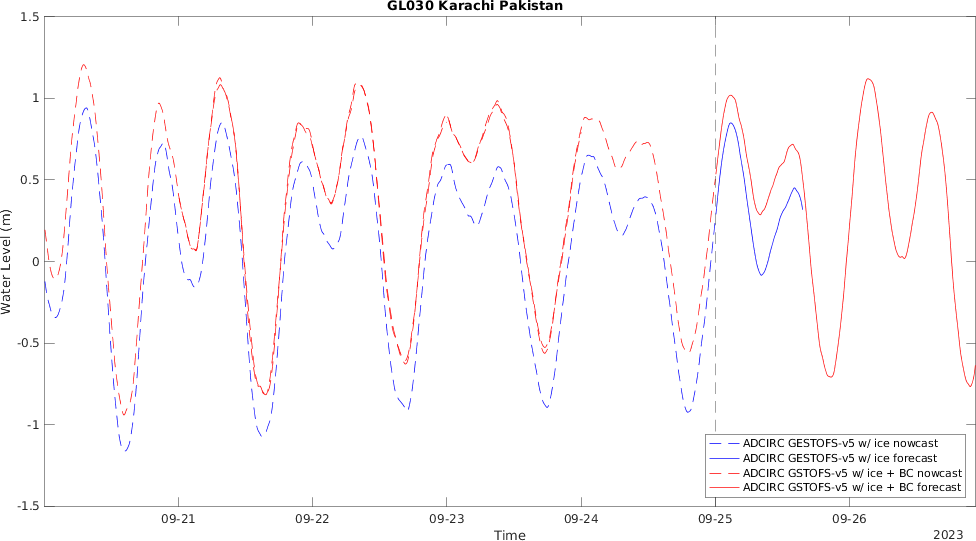 GL030 Karachi Pakistan
1.5
1
0.5
0
-0.5
-1
-1.5
Water Level (m)
09-21
09-22
09-23
09-24
09-25
09-26
Time
2023
ADCIRC GESTOFS-v5 w/ ice nowcast
ADCIRC GESTOFS-v5 w/ ice forecast
ADCIRC GSTOFS-v5 w/ ice + BC nowcast
ADCIRC GSTOFS-v5 w/ ice + BC forecast